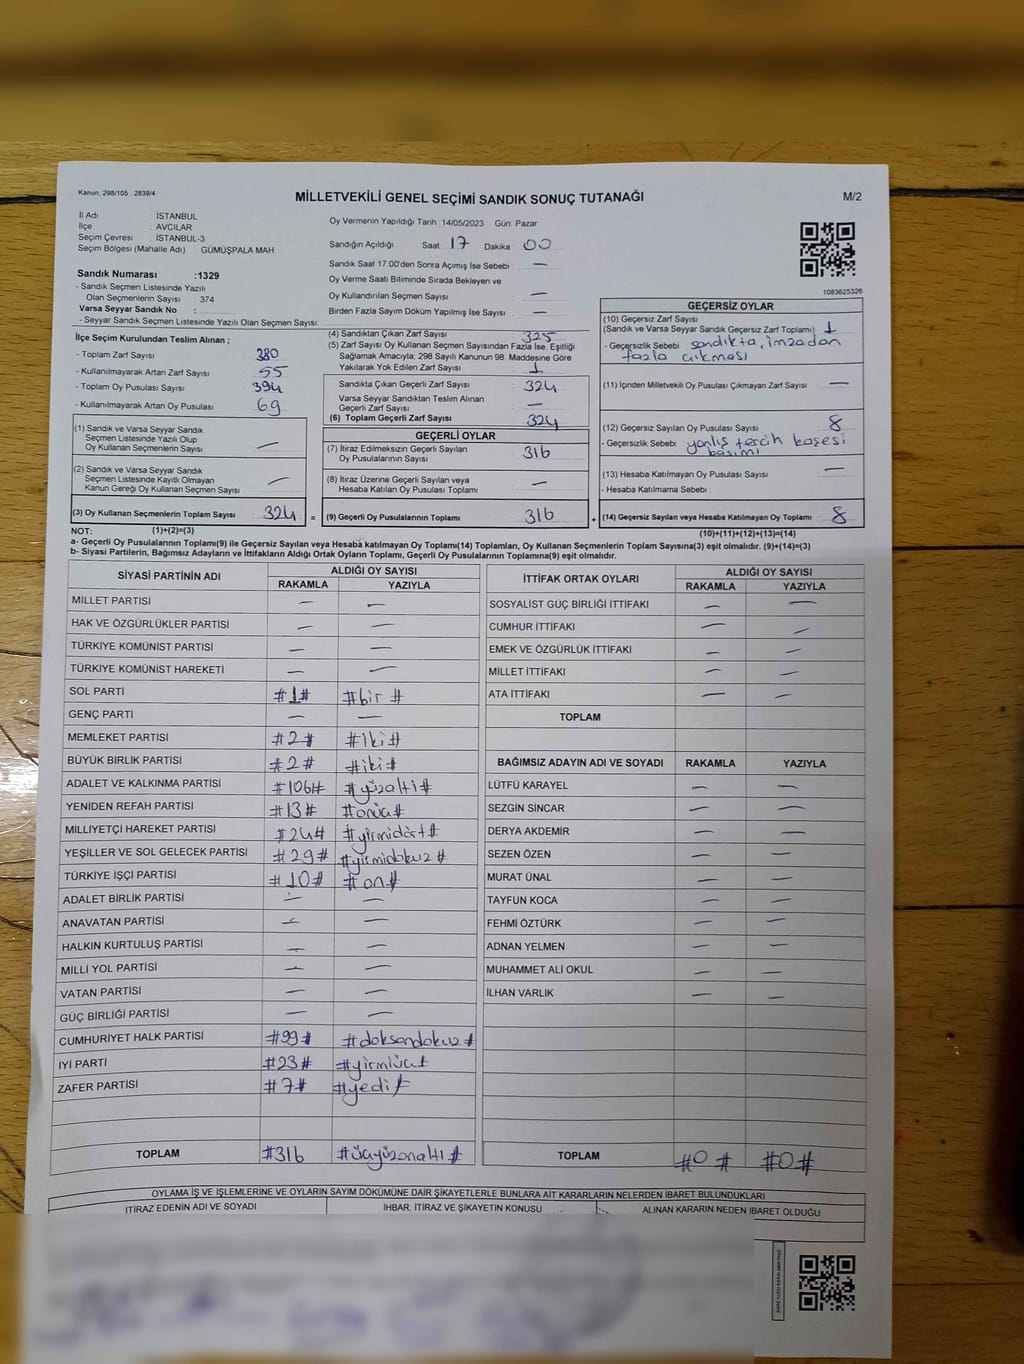 Kanun, 298/105 . 2839/4
MİLLETVEKİLİ GENEL SEÇİMİ SANDIK SONUÇ TUTANAĞI
M/2
İl Adı : İSTANBUL
İlçe : AVCILAR
Seçim Çevresi : İSTANBUL-3
Seçim Bölgesi (Mahalle Adı) : GÜMÜŞPALA MAH.
Sandık Numarası :1329
- Sandık Seçmen Listesinde Yazılı
Olan Seçmenlerin Sayısı : 374
Varsa Seyyar Sandık No :
- Seyyar Sandık Seçmen Listesinde Yazılı Olan Seçmen Sayısı:
İlçe Seçim Kurulundan Teslim Alınan ;
- Toplam Zarf Sayısı : 380
- Kullanılmayarak Artan Zarf Sayısı : 55
- Toplam Oy Pusulası Sayısı : 394
- Kullanılmayarak Artan Oy Pusulası : 69
(1) Sandık ve Varsa Seyyar Sandık
Seçmen Listesinde Yazılı Olup
Oy Kullanan Seçmenlerin Sayısı : —
(2) Sandık ve Varsa Seyyar Sandık
Seçmen Listesinde Kayıtlı Olmayan
Kanun Gereği Oy Kullanan Seçmen Sayısı : —
(3) Oy Kullanan Seçmenlerin Toplam Sayısı : 324 =
Oy Vermenin Yapıldığı Tarih :14/05/2023 Gün: Pazar
Sandığın Açıldığı Saat : 17 Dakika : 00
Sandık Saat 17:00'den Sonra Açmış İse Sebebi : —
Oy Verme Saati Bitiminde Sırada Bekleyen ve
Oy Kullandırılan Seçmen Sayısı : —
Birden Fazla Sayım Döküm Yapılmış İse Sayısı : —
(4) Sandıktan Çıkan Zarf Sayısı : 325
(5) Zarf Sayısı Oy Kullanan Seçmen Sayısından Fazla İse, Eşitliği
Sağlamak Amacıyla; 298 Sayılı Kanunun 98. Maddesine Göre
Yakılarak Yok Edilen Zarf Sayısı : 1
Sandıkta Çıkan Geçerli Zarf Sayısı : 324
Varsa Seyyar Sandıktan Teslim Alınan
Geçerli Zarf Sayısı : —
(6) Toplam Geçerli Zarf Sayısı : 324
GEÇERLİ OYLAR
(7) İtiraz Edilmeksizin Geçerli Sayılan
Oy Pusulalarının Sayısı : 316
(8) İtiraz Üzerine Geçerli Sayılan veya
Hesaba Katılan Oy Pusulası Toplamı : —
(9) Geçerli Oy Pusulalarının Toplamı : 316 +
1083625326
GEÇERSİZ OYLAR
(10) Geçersiz Zarf Sayısı
(Sandık ve Varsa Seyyar Sandık Geçersiz Zarf Toplamı) : 1
- Geçersizlik Sebebi : sandıkta, imzadan
fazla çıkması
(11) İçinden Milletvekili Oy Pusulası Çıkmayan Zarf Sayısı : —
(12) Geçersiz Sayılan Oy Pusulası Sayısı : 8
- Geçersizlik Sebebi : yanlış tercih köşesi
basımı
(13) Hesaba Katılmayan Oy Pusulası Sayısı : —
- Hesaba Katılmama Sebebi :
(14) Geçersiz Sayılan veya Hesaba Katılmayan Oy Toplamı : 8
NOT: (1)+(2)=(3) (10)+(11)+(12)+(13)=(14)
a- Geçerli Oy Pusulalarının Toplamı(9) ile Geçersiz Sayılan veya Hesaba katılmayan Oy Toplamı(14) Toplamları, Oy Kullanan Seçmenlerin Toplam Sayısına(3) eşit olmalıdır. (9)+(14)=(3)
b- Siyasi Partilerin, Bağımsız Adayların ve İttifakların Aldığı Ortak Oyların Toplamı, Geçerli Oy Pusulalarının Toplamına(9) eşit olmalıdır.
SİYASİ PARTİNİN ADI ALDIĞI OY SAYISI
RAKAMLA YAZIYLA
MİLLET PARTİSİ — —
HAK VE ÖZGÜRLÜKLER PARTİSİ — —
TÜRKİYE KOMÜNİST PARTİSİ — —
TÜRKİYE KOMÜNİST HAREKETİ — —
SOL PARTİ #1# #bir#
GENÇ PARTİ — —
MEMLEKET PARTİSİ #2# #iki#
BÜYÜK BİRLİK PARTİSİ #2# #iki#
ADALET VE KALKINMA PARTİSİ #106# #yüzaltı#
YENİDEN REFAH PARTİSİ #13# #onüç#
MİLLİYETÇİ HAREKET PARTİSİ #24# #yirmidört#
YEŞİLLER VE SOL GELECEK PARTİSİ #29# #yirmidokuz#
TÜRKİYE İŞÇİ PARTİSİ #10# #on#
ADALET BİRLİK PARTİSİ — —
ANAVATAN PARTİSİ — —
HALKIN KURTULUŞ PARTİSİ — —
MİLLİ YOL PARTİSİ — —
VATAN PARTİSİ — —
GÜÇ BİRLİĞİ PARTİSİ — —
CUMHURİYET HALK PARTİSİ #99# #doksandokuz#
İYİ PARTİ #23# #yirmiüç#
ZAFER PARTİSİ #7# #yedi#
TOPLAM #316 #üçyüzonaltı#
İTTİFAK ORTAK OYLARI ALDIĞI OY SAYISI
RAKAMLA YAZIYLA
SOSYALİST GÜÇ BİRLİĞİ İTTİFAKI — —
CUMHUR İTTİFAKI — —
EMEK VE ÖZGÜRLÜK İTTİFAKI — —
MİLLET İTTİFAKI — —
ATA İTTİFAKI — —
TOPLAM
BAĞIMSIZ ADAYIN ADI VE SOYADI RAKAMLA YAZIYLA
LÜTFÜ KARAYEL — —
SEZGİN SİNCAR — —
DERYA AKDEMİR — —
SEZEN ÖZEN — —
MURAT ÜNAL — —
TAYFUN KOCA — —
FEHMİ ÖZTÜRK — —
ADNAN YELMEN — —
MUHAMMET ALİ OKUL — —
İLHAN VARLIK — —
TOPLAM #0# #0#
OYLAMA İŞ VE İŞLEMLERİNE VE OYLARIN SAYIM DÖKÜMÜNE DAİR ŞİKAYETLERLE BUNLARA AİT KARARLARIN NELERDEN İBARET BULUNDUKLARI
İTİRAZ EDENİN ADI VE SOYADI İHBAR, İTİRAZ VE ŞİKAYETİN KONUSU ALINAN KARARIN NEDEN İBARET OLDUĞU